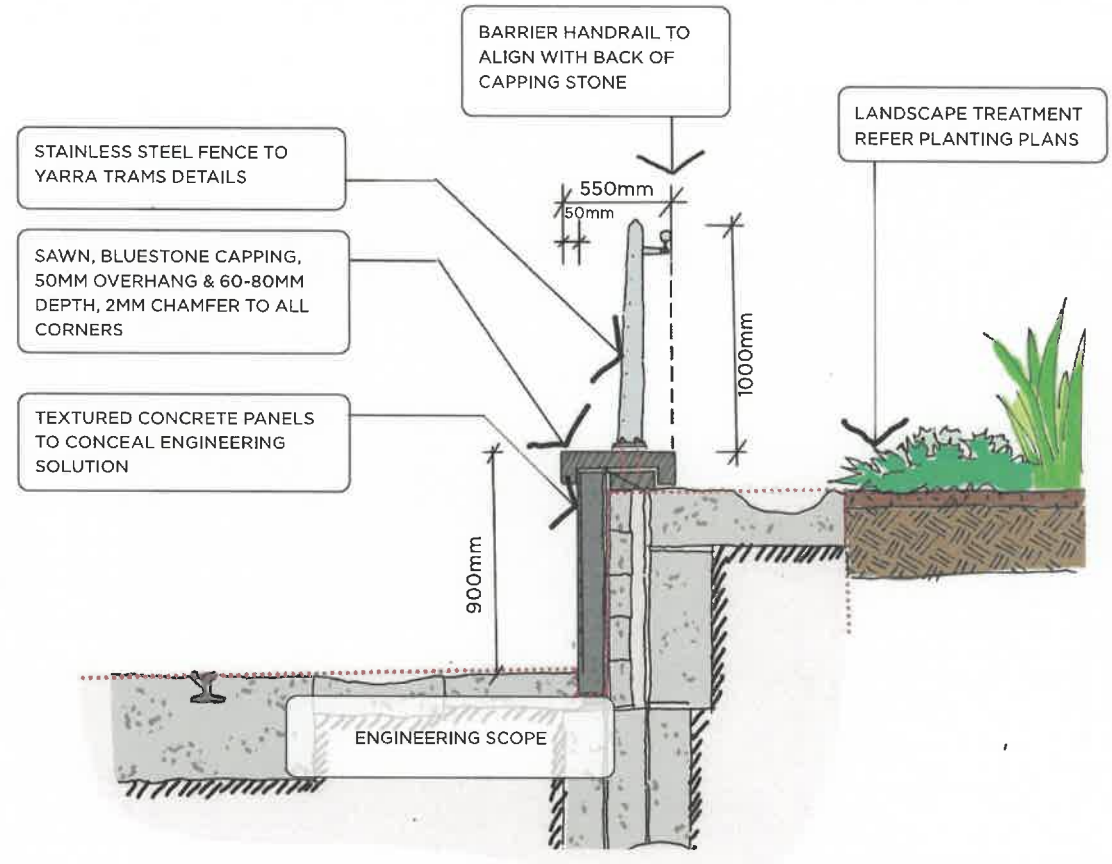 BARRIER HANDRAIL TO
ALIGN WITH BACK OF
CAPPING STONE
LANDSCAPE TREATMENT
REFER PLANTING PLANS
STAINLESS STEEL FENCE TO
YARRA TRAMS DETAILS
550mm
50mm
SAWN, BLUESTONE CAPPING,
50MM OVERHANG & 60-80MM
DEPTH, 2MM CHAMFER TO ALL
CORNERS
1000mm
TEXTURED CONCRETE PANELS
TO CONCEAL ENGINEERING
SOLUTION
900mm
ENGINEERING SCOPE